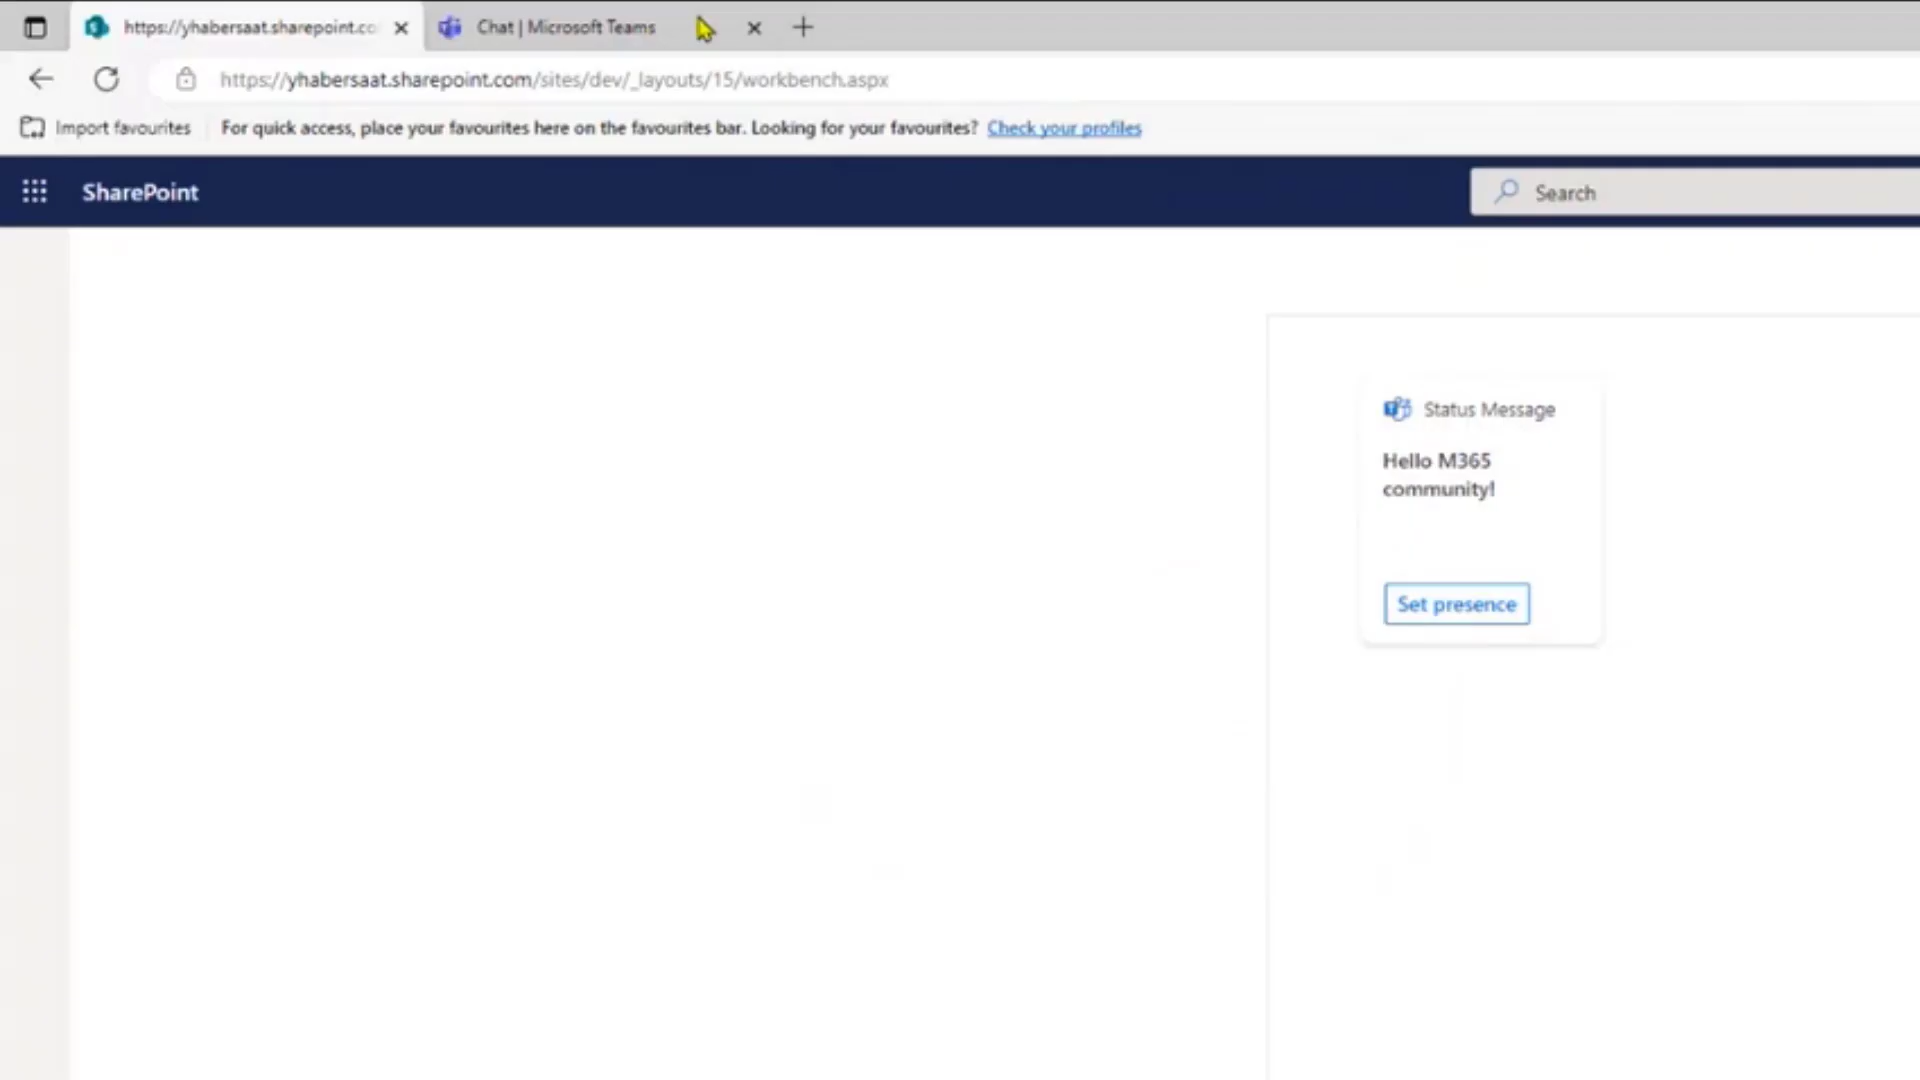 https://yhabersaat.sharepoint.co
Chat | Microsoft Teams
https://yhabersaat.sharepoint.com/sites/dev/_layouts/15/workbench.aspx
Import favourites
For quick access, place your favourites here on the favourites bar. Looking for your favourites? Check your profiles
SharePoint
Search
Status Message
Hello M365
community!
Set presence